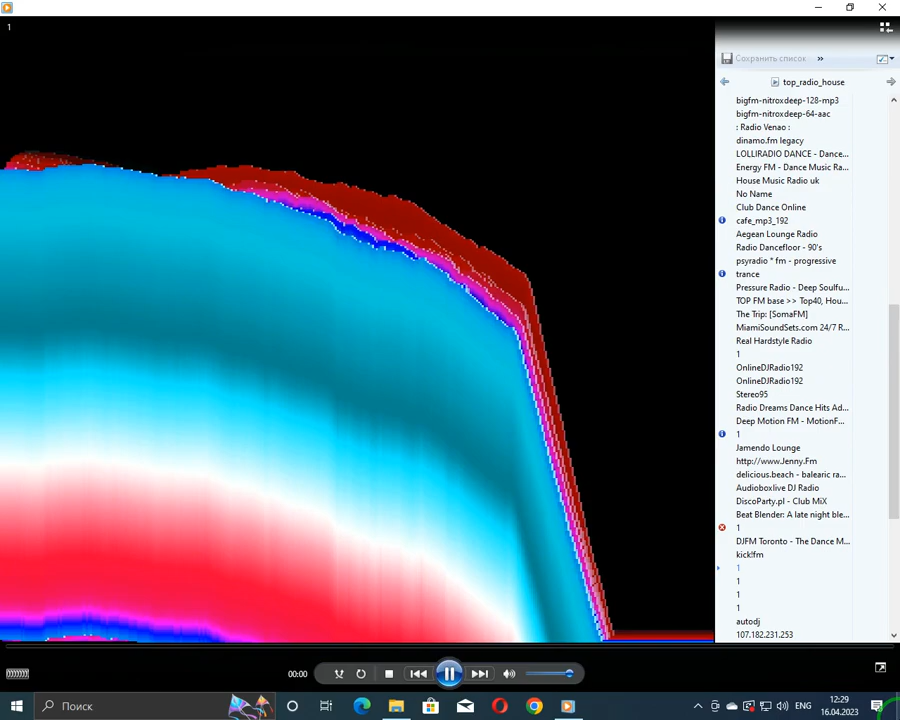 1
Сохранить список »
top_radio_house
bigfm-nitroxdeep-128-mp3
bigfm-nitroxdeep-64-aac
: Radio Venao :
dinamo.fm legacy
LOLLIRADIO DANCE - Dance...
Energy FM - Dance Music Ra...
House Music Radio uk
No Name
Club Dance Online
cafe_mp3_192
Aegean Lounge Radio
Radio Dancefloor - 90's
psyradio * fm - progressive
trance
Pressure Radio - Deep Soulfu...
TOP FM base >> Top40, Hou...
The Trip: [SomaFM]
MiamiSoundSets.com 24/7 R...
Real Hardstyle Radio
1
OnlineDJRadio192
OnlineDJRadio192
Stereo95
Radio Dreams Dance Hits Ad...
Deep Motion FM - MotionF...
1
Jamendo Lounge
http://www.Jenny.Fm
delicious.beach - balearic ra...
Audioboxlive DJ Radio
DiscoParty.pl - Club MiX
Beat Blender: A late night ble...
1
DJFM Toronto - The Dance M...
kick!fm
1
1
1
1
autodj
107.182.231.253
00:00
Поиск
12:29
16.04.2023